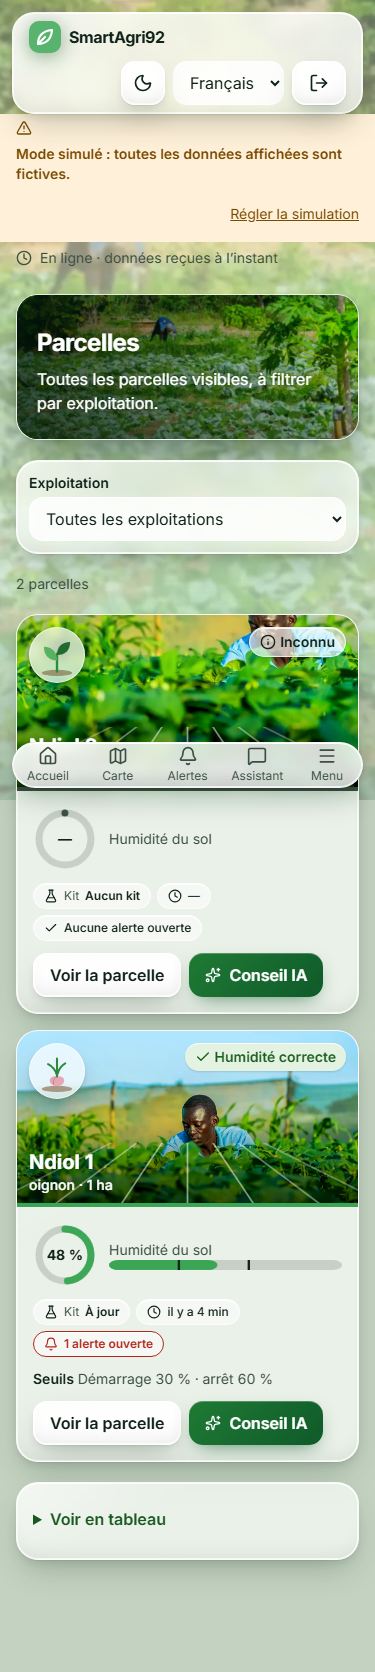 SmartAgri92
Français
Mode simulé : toutes les données affichées sont
fictives.
Régler la simulation
En ligne · données reçues à l’instant
Parcelles
Toutes les parcelles visibles, à filtrer
par exploitation.
Exploitation
Toutes les exploitations
2 parcelles
Inconnu
Accueil
Carte
Alertes
Assistant
Menu
—
Humidité du sol
Kit Aucun kit
—
Aucune alerte ouverte
Voir la parcelle
Conseil IA
Humidité correcte
Ndiol 1
oignon · 1 ha
48 %
Humidité du sol
Kit À jour
il y a 4 min
1 alerte ouverte
Seuils Démarrage 30 % · arrêt 60 %
Voir la parcelle
Conseil IA
Voir en tableau